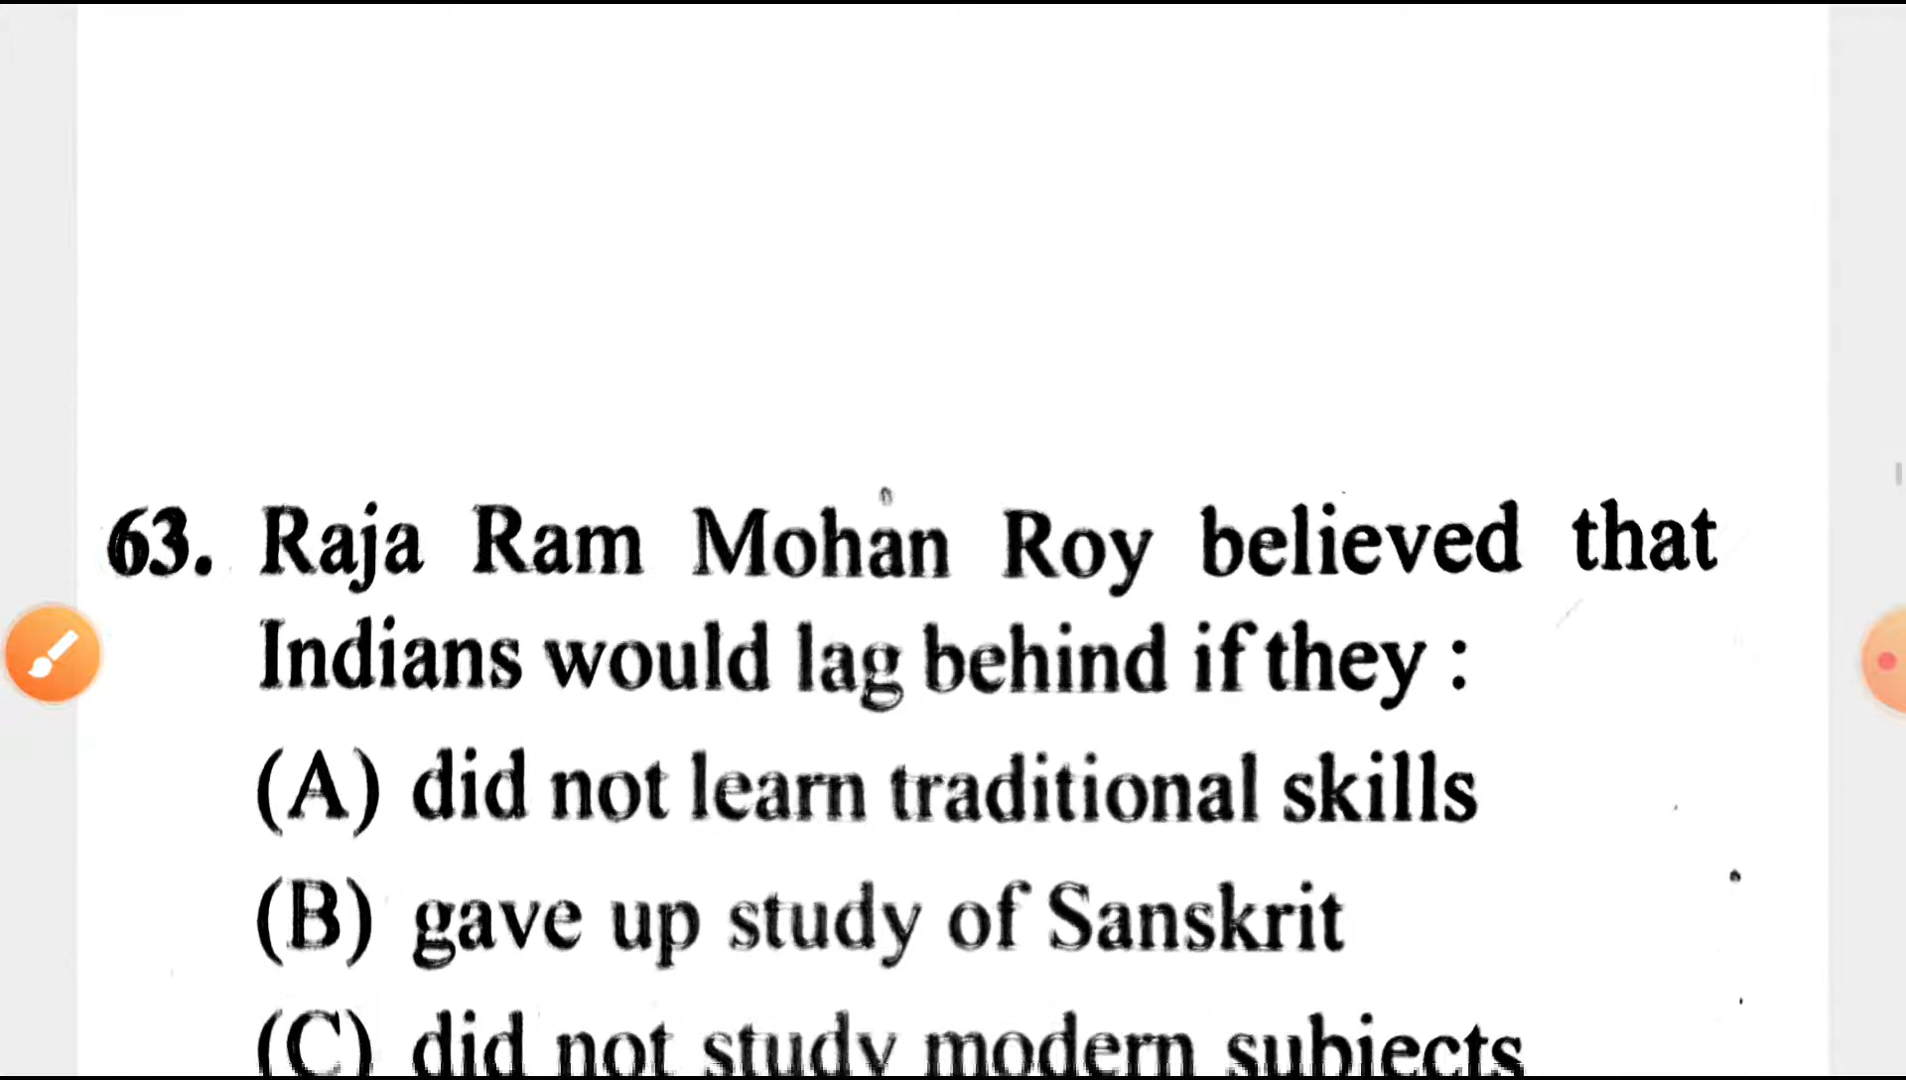 63. Raja Ram Mohan Roy believed that
Indians would lag behind if they :
(A) did not learn traditional skills
(B) gave up study of Sanskrit
(C) did not study modern subjects